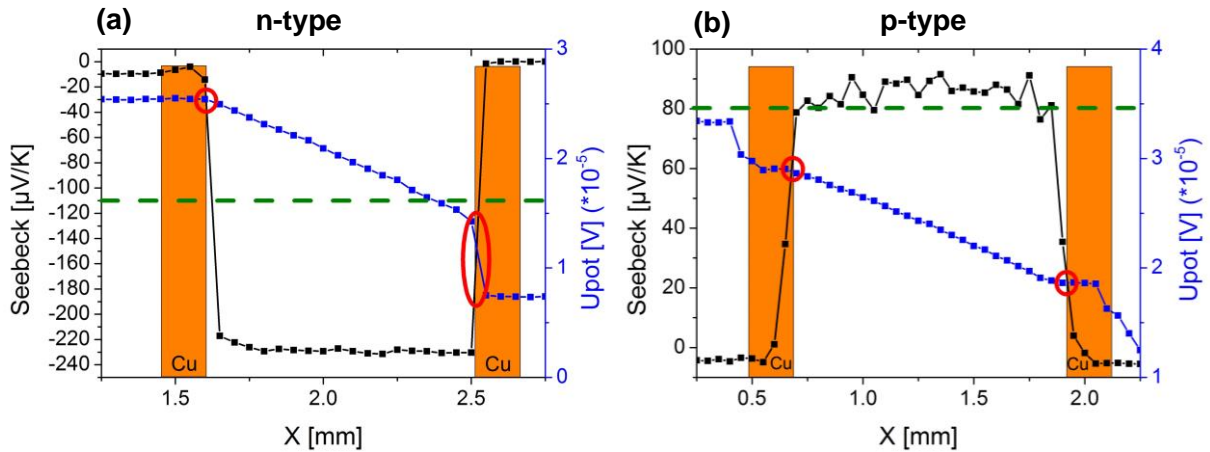 (a) n-type
Seebeck [µV/K]
0
-20
-40
-60
-80
-100
-120
-140
-160
-180
-200
-220
-240
Cu
Cu
1.5
2.0
2.5
X [mm]
3
2
1
0
Upot [V] (*10⁻⁵)
(b) p-type
Seebeck [µV/K]
100
80
60
40
20
0
Cu
Cu
0.5
1.0
1.5
2.0
X [mm]
4
3
2
1
Upot [V] (*10⁻⁵)